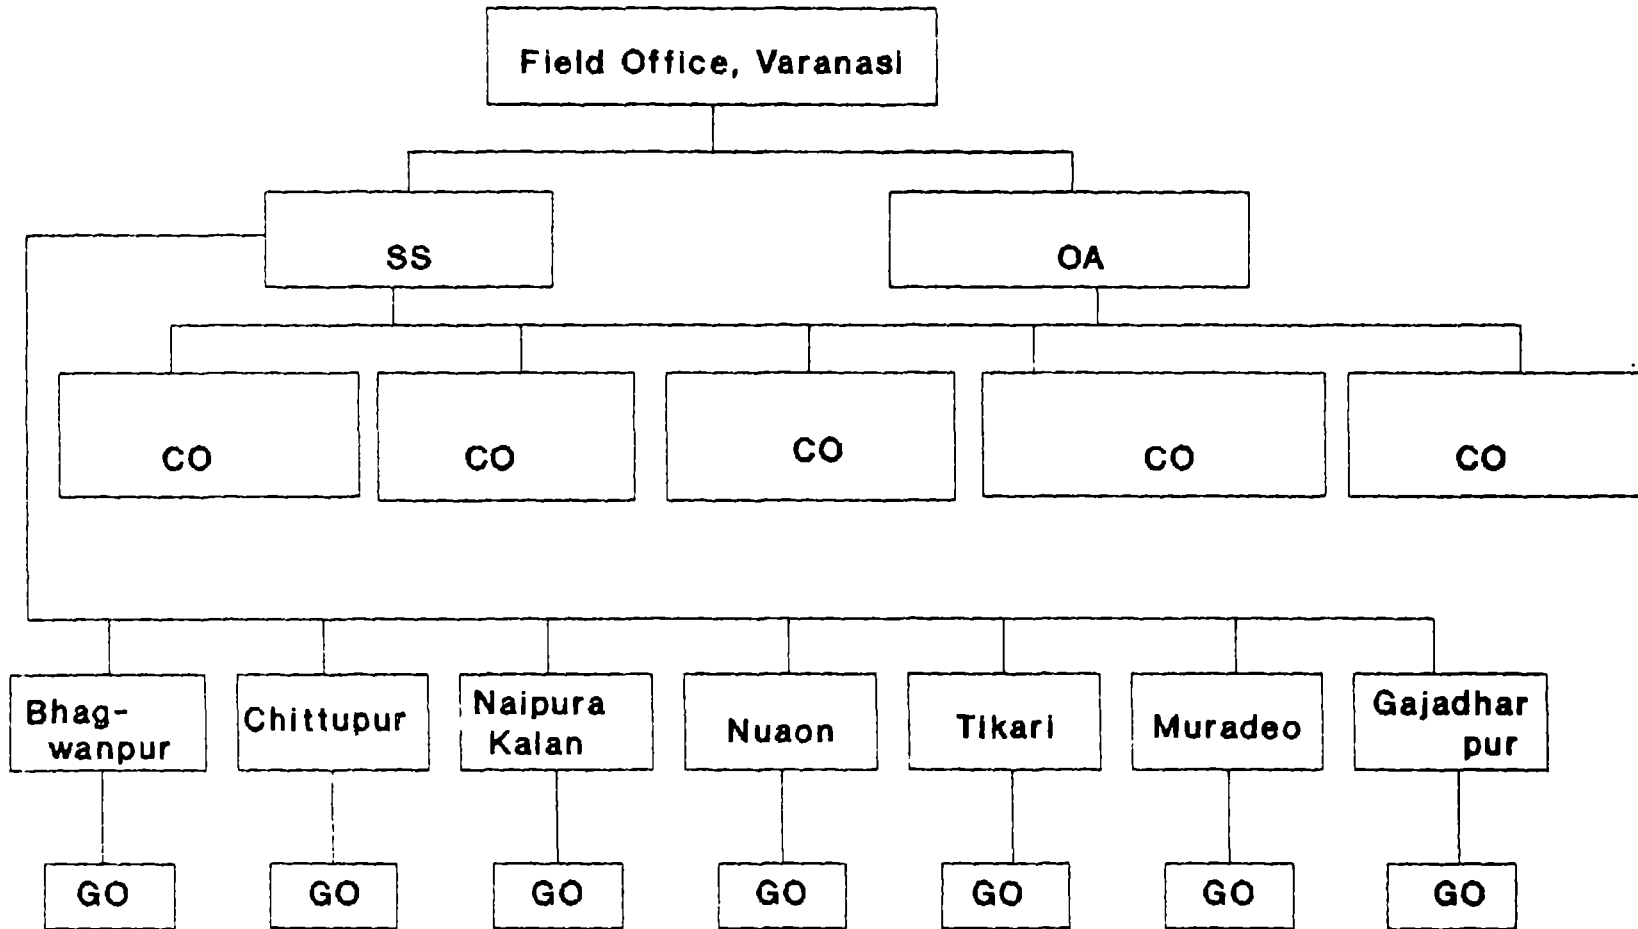 Field Office, Varanasi
SS
OA
CO
CO
CO
CO
CO
Bhag-
wanpur
Chittupur
Naipura
Kalan
Nuaon
Tikari
Muradeo
Gajadhar
pur
GO
GO
GO
GO
GO
GO
GO